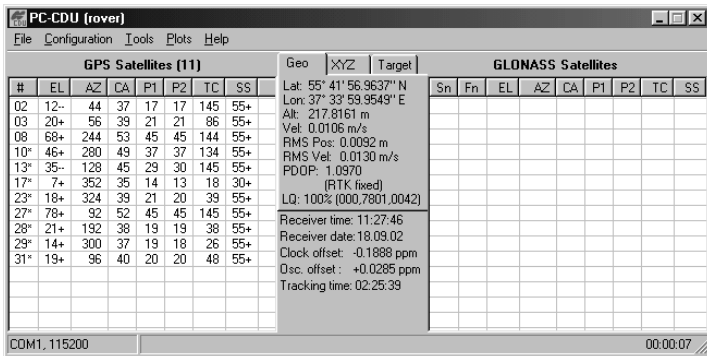 PC-CDU (rover)
File Configuration Tools Plots Help
GPS Satellites (11)
# EL AZ CA P1 P2 TC SS
02 12-- 44 37 17 17 145 55+
03 20+ 56 39 21 21 86 55+
08 68+ 244 53 45 45 144 55+
10* 46+ 280 49 37 37 134 55+
13* 35-- 128 45 29 30 145 55+
17* 7+ 352 35 14 13 18 30+
23* 18+ 324 39 21 20 39 55+
27* 78+ 92 52 45 45 145 55+
28* 21+ 192 38 19 19 38 55+
29* 14+ 300 37 19 18 26 55+
31* 19+ 96 40 20 20 48 55+
Geo XYZ Target
Lat: 55° 41' 56.9637'' N
Lon: 37° 33' 59.9549'' E
Alt: 217.8161 m
Vel: 0.0106 m/s
RMS Pos: 0.0092 m
RMS Vel: 0.0130 m/s
PDOP: 1.0970
(RTK fixed)
LQ: 100% (000,7801,0042)
Receiver time: 11:27:46
Receiver date: 18.09.02
Clock offset: -0.1888 ppm
Osc. offset : +0.0285 ppm
Tracking time: 02:25:39
GLONASS Satellites
Sn Fn EL AZ CA P1 P2 TC SS
COM1, 115200
00:00:07